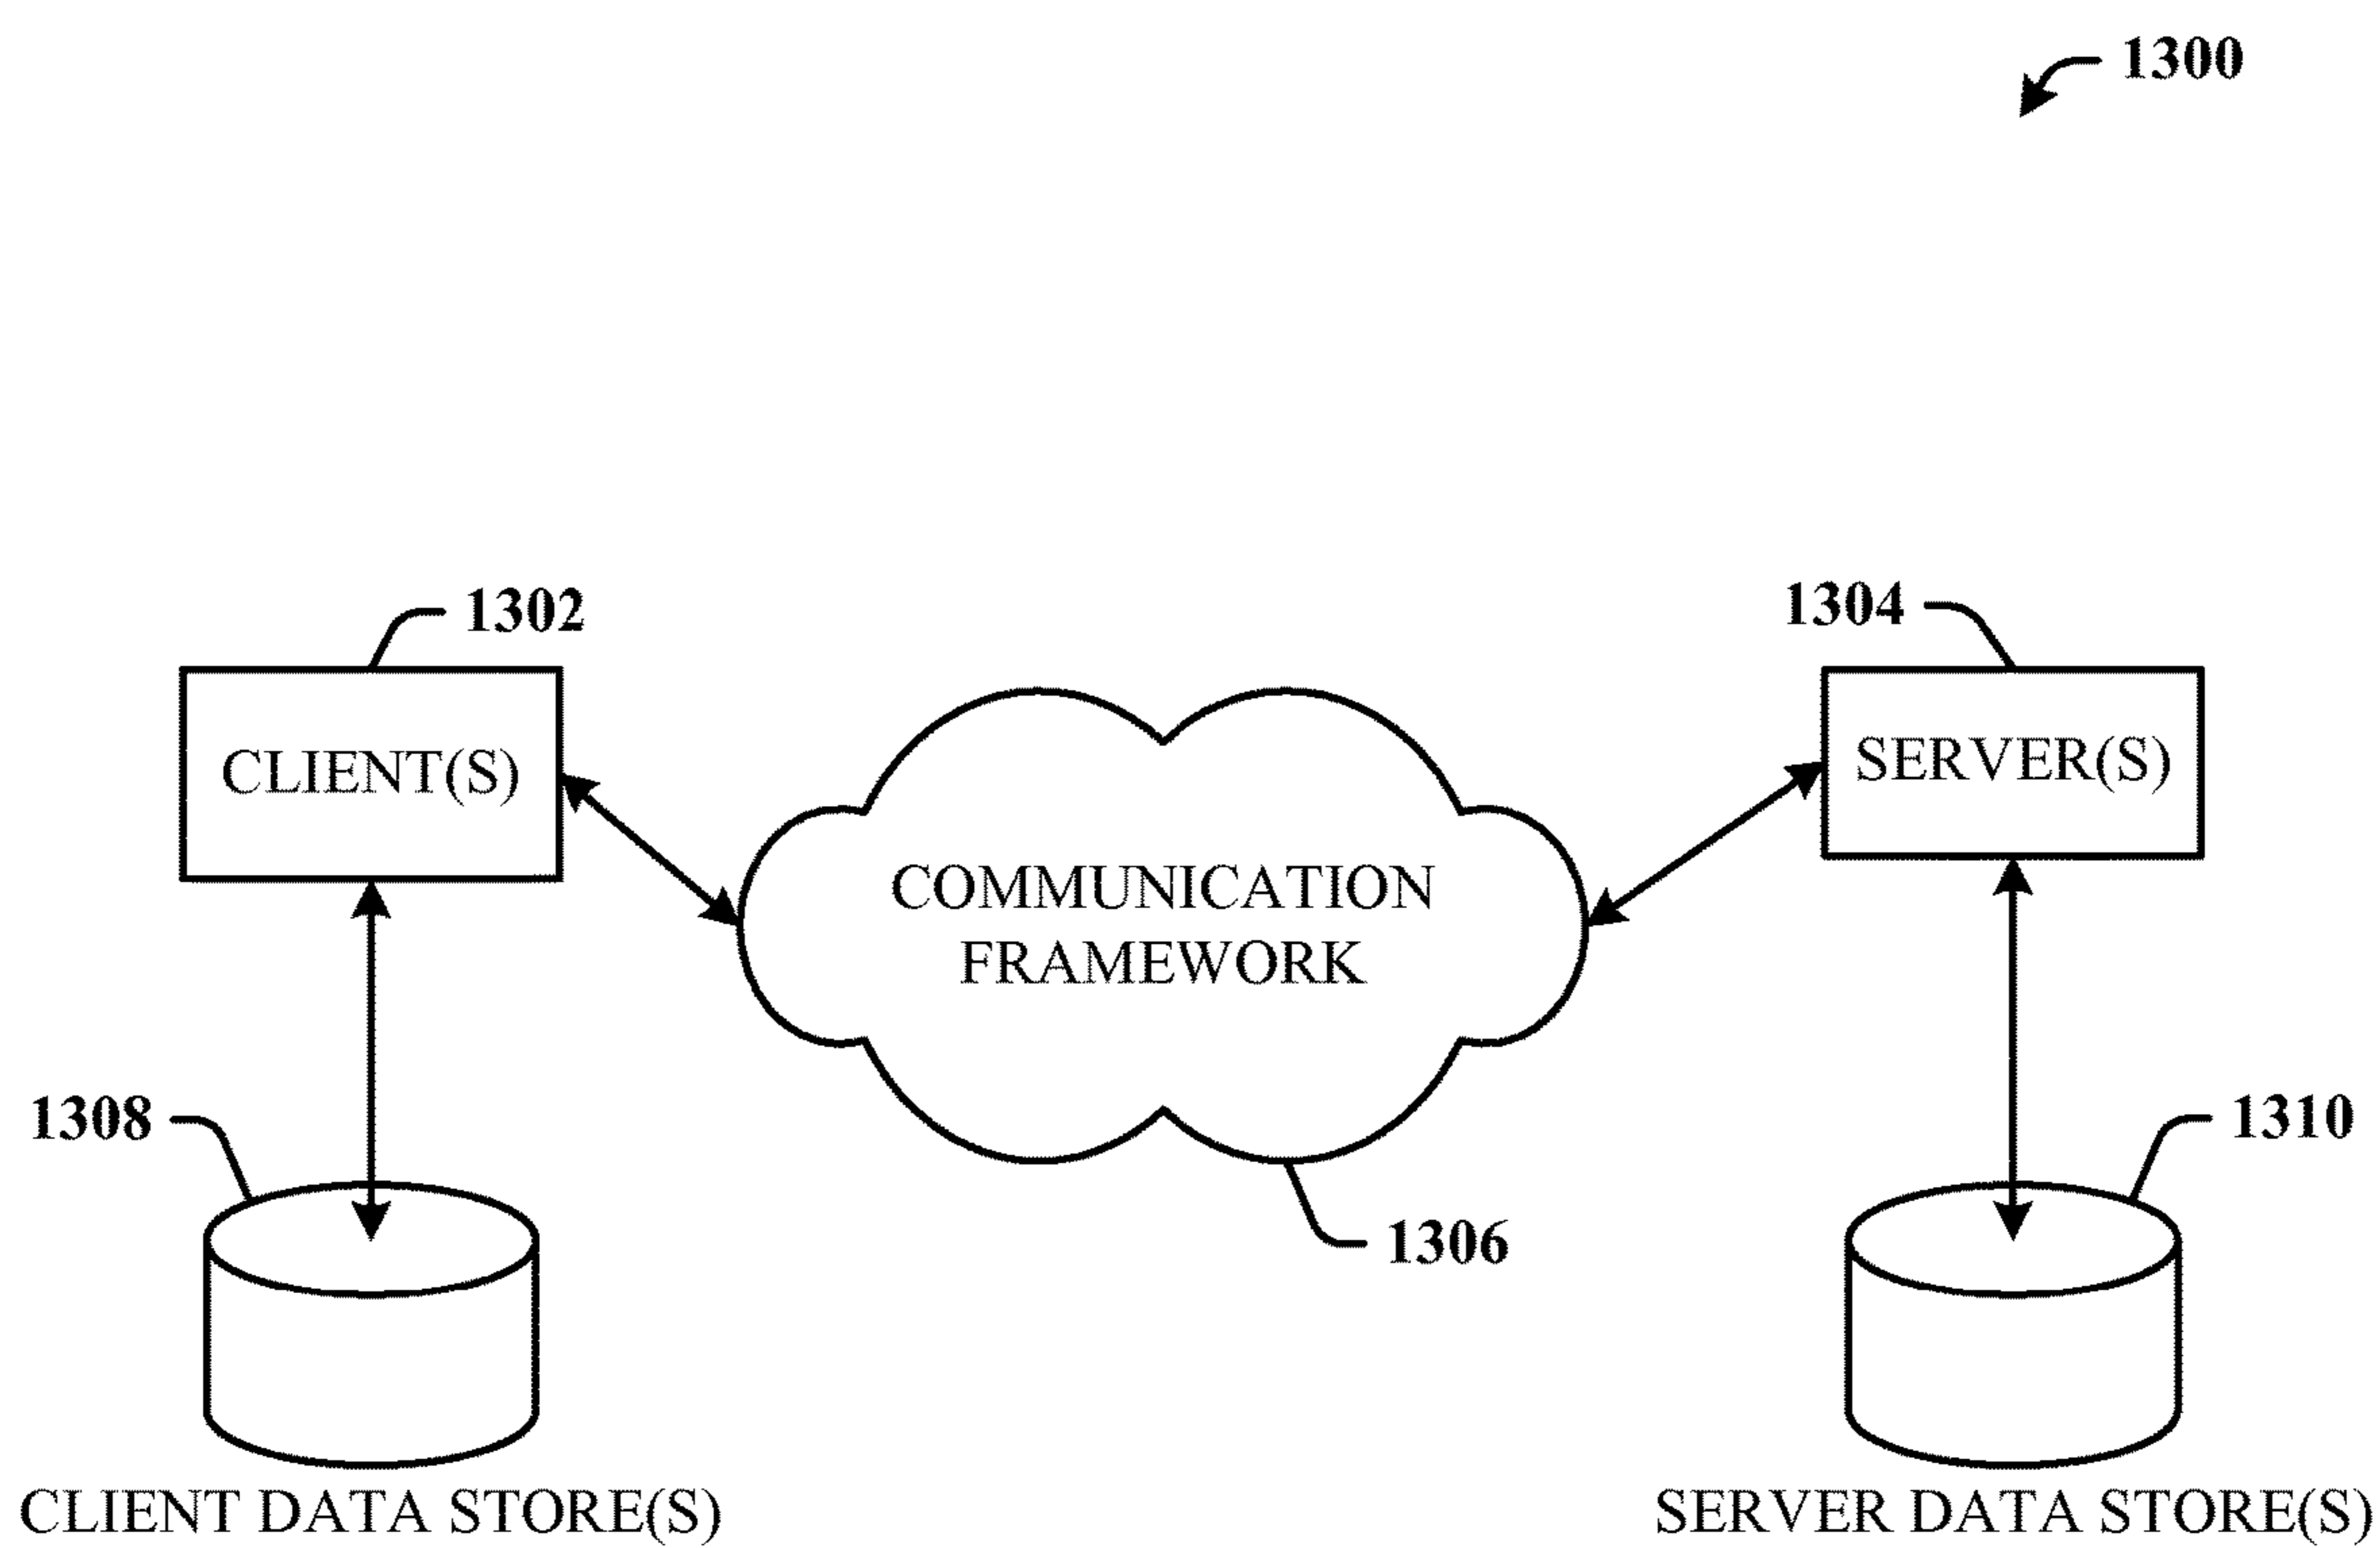 1300
1302
1304
CLIENT(S)
SERVER(S)
COMMUNICATION
FRAMEWORK
1308
1310
1306
CLIENT DATA STORE(S)
SERVER DATA STORE(S)